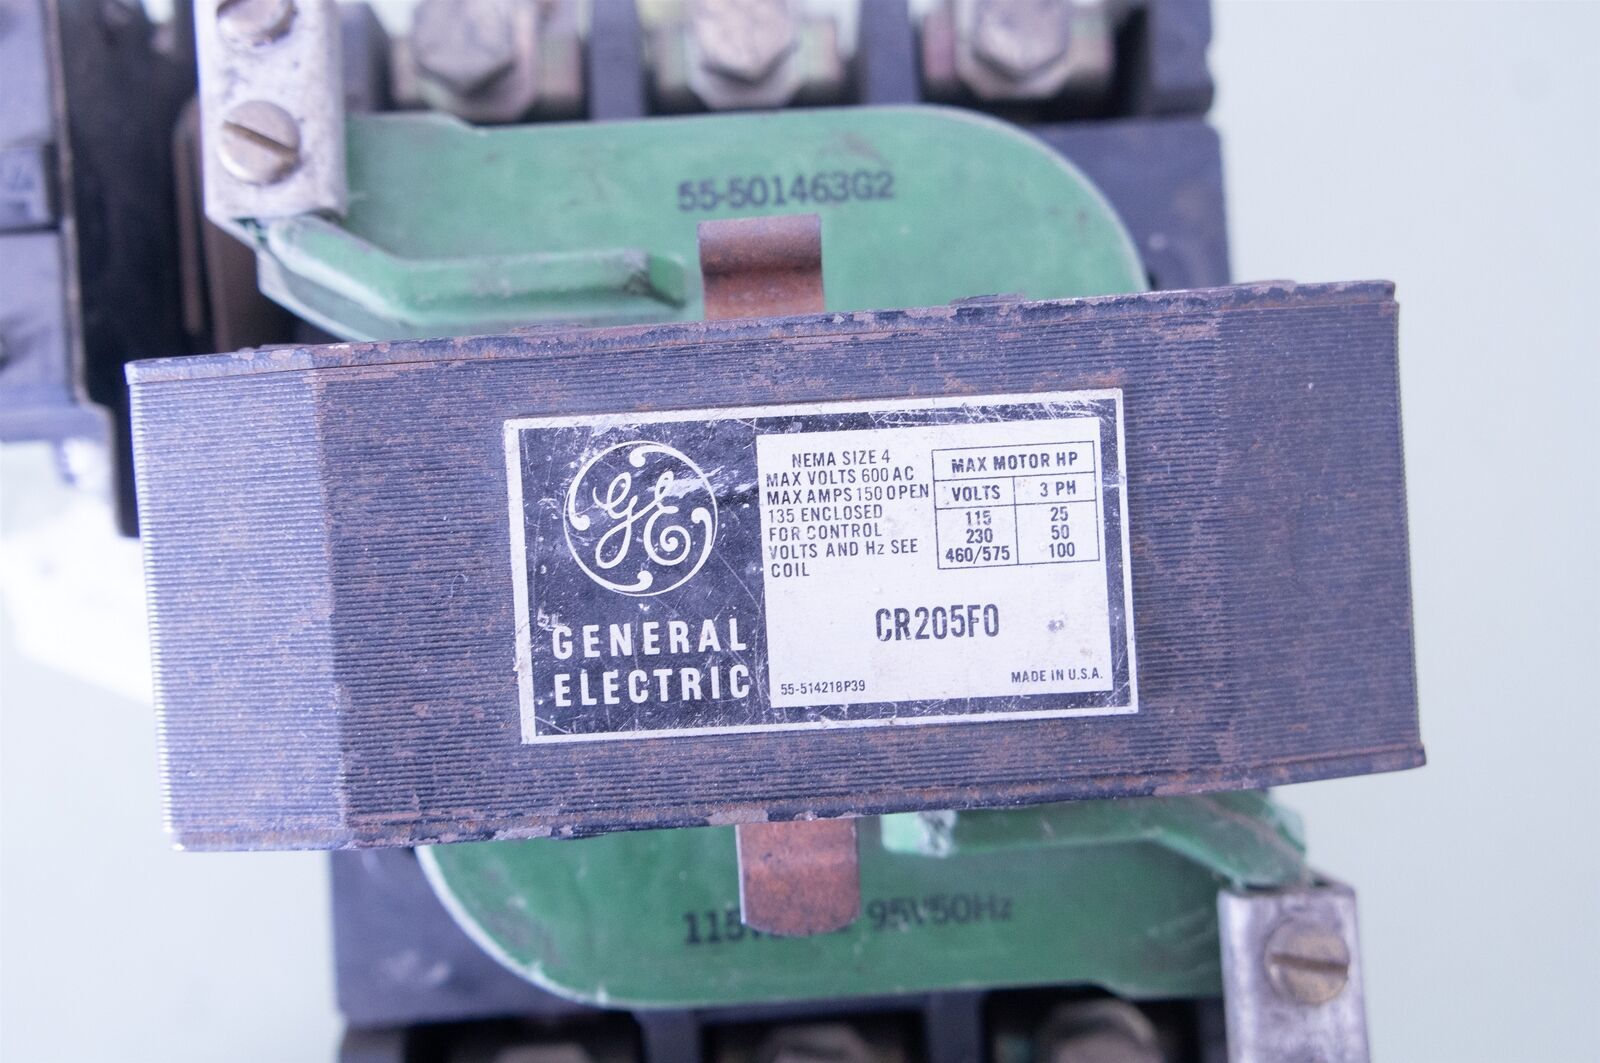 55-501463G2
GE
GENERAL
ELECTRIC
NEMA SIZE 4
MAX VOLTS 600 AC
MAX AMPS 150 OPEN
135 ENCLOSED
FOR CONTROL
VOLTS AND Hz SEE
COIL
MAX MOTOR HP
VOLTS 3 PH
115 25
230 50
460/575 100
CR205F0
55-514218P39
MADE IN U.S.A.
95V50Hz